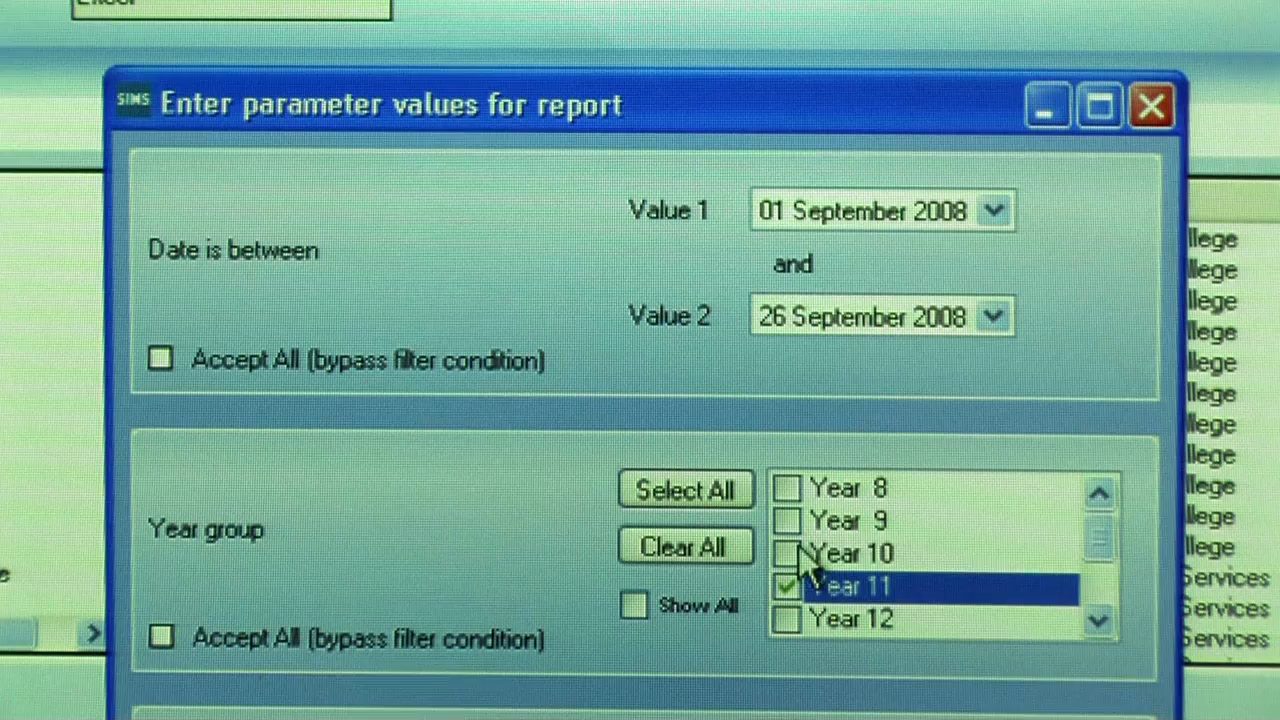 SIMS Enter parameter values for report
Value 1 01 September 2008
Date is between
and
Value 2 26 September 2008
Accept All (bypass filter condition)
Select All
Clear All
Show All
Year group
Year 8
Year 9
Year 10
Year 11
Year 12
Accept All (bypass filter condition)
llege
llege
llege
llege
llege
llege
llege
llege
llege
llege
llege
Services
Services
Services